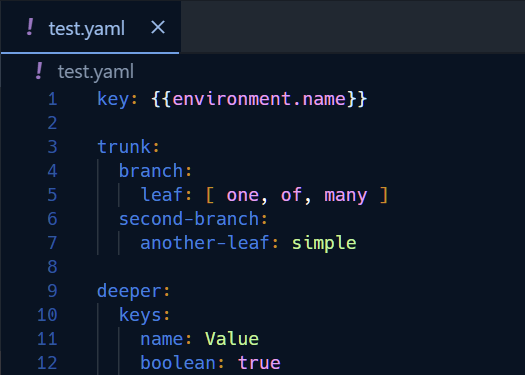 ! test.yaml ×
! test.yaml
1 key: {{environment.name}}
2
3 trunk:
4   branch:
5     leaf: [ one, of, many ]
6   second-branch:
7     another-leaf: simple
8
9 deeper:
10   keys:
11     name: Value
12     boolean: true